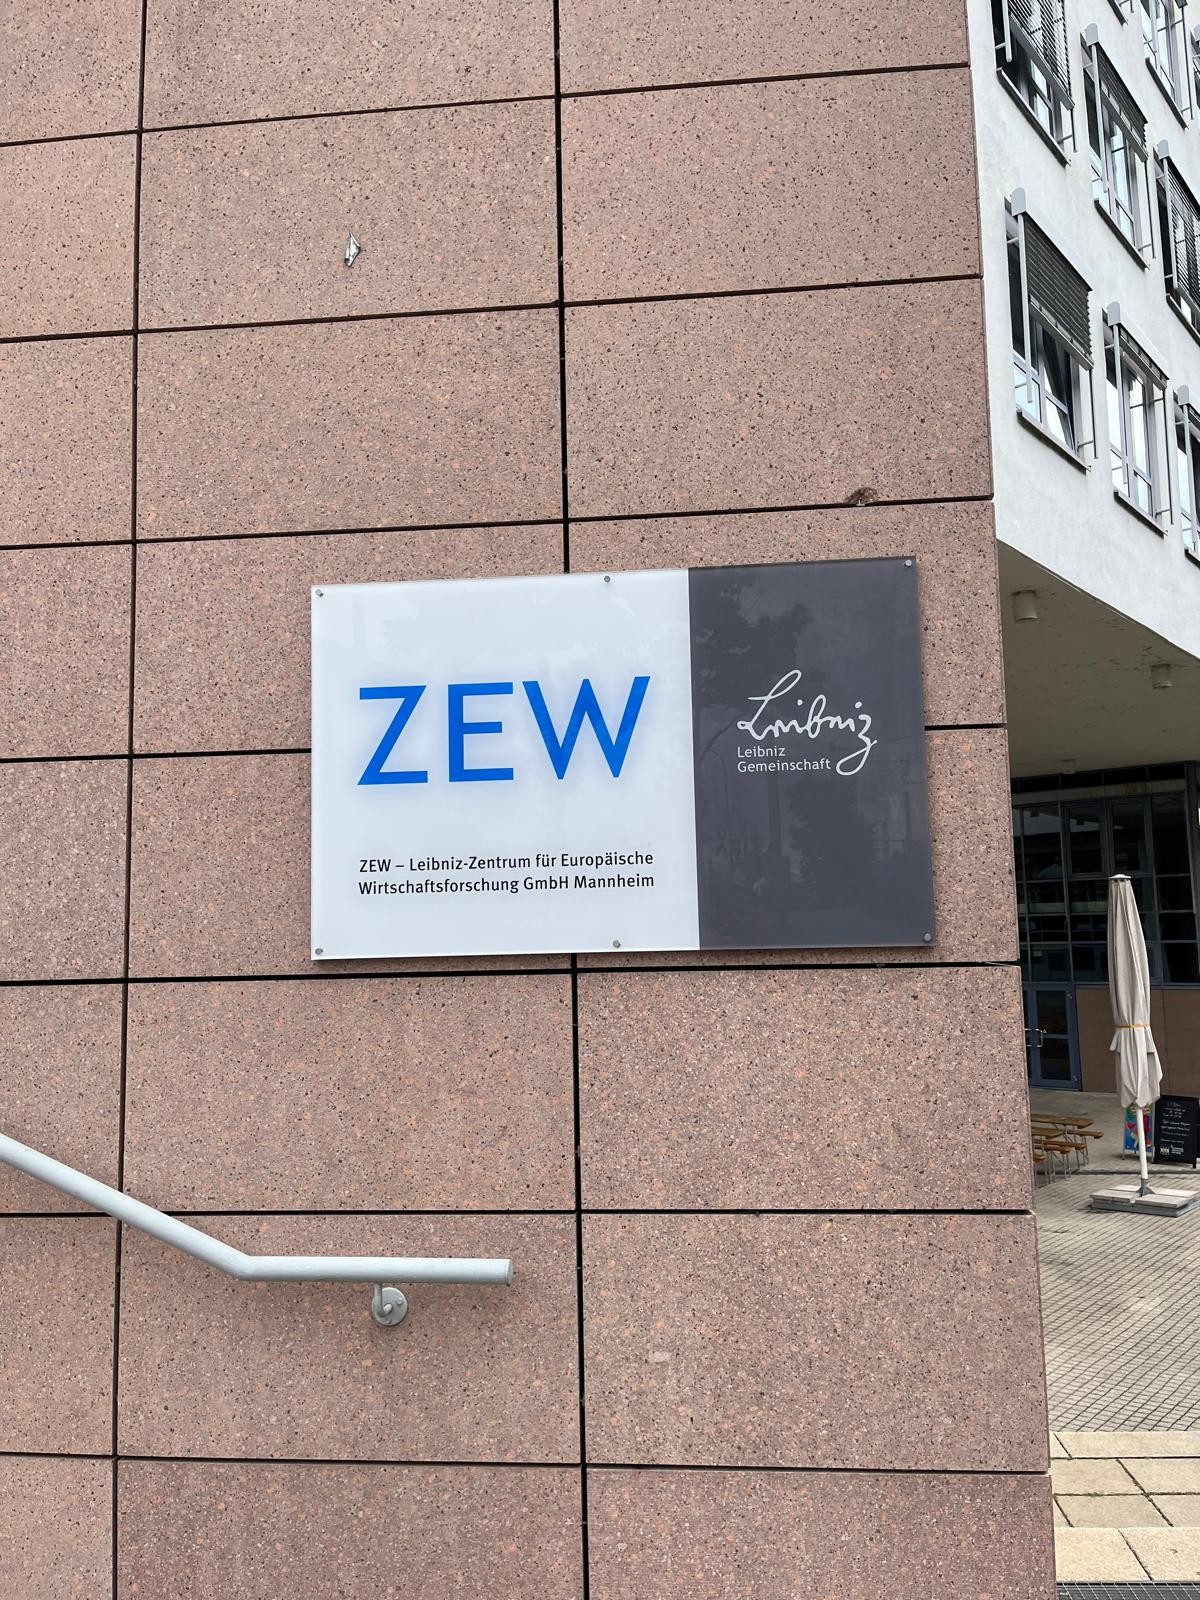 ZEW
ZEW – Leibniz-Zentrum für Europäische
Wirtschaftsforschung GmbH Mannheim
Leibniz
Leibniz
Gemeinschaft